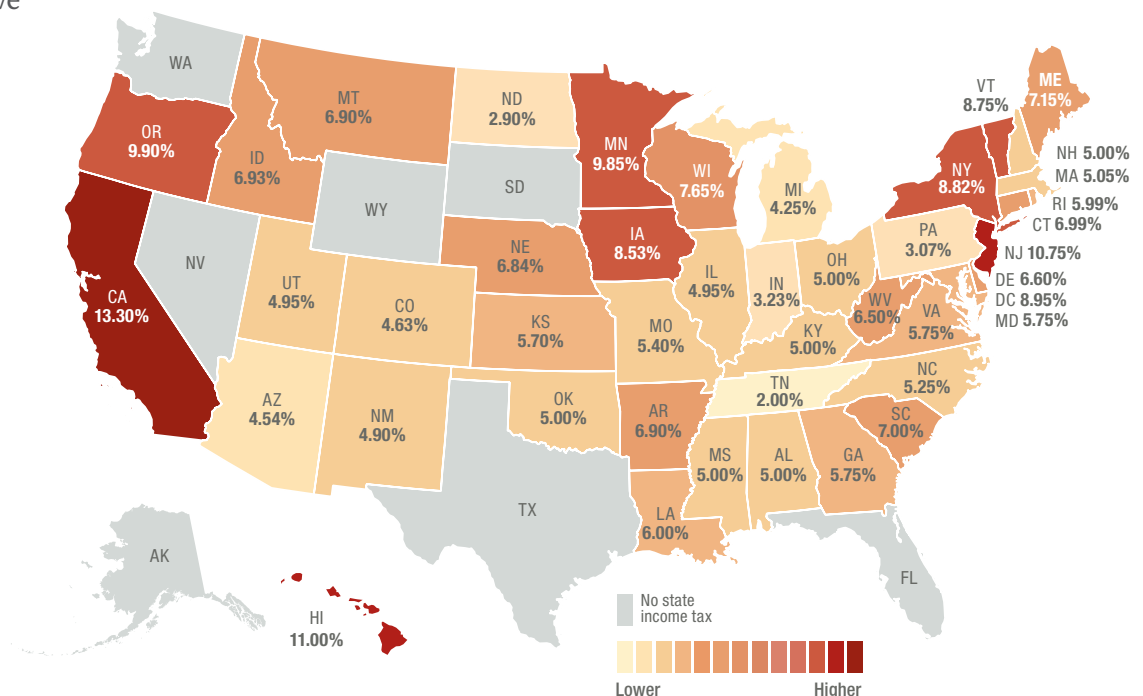 WA
MT
6.90%
ND
2.90%
OR
9.90%
ID
6.93%
MN
9.85%
WI
7.65%
MI
4.25%
VT
8.75%
ME
7.15%
NY
8.82%
NH 5.00%
MA 5.05%
RI 5.99%
CT 6.99%
NJ 10.75%
DE 6.60%
DC 8.95%
MD 5.75%
SD
WY
NE
6.84%
IA
8.53%
PA
3.07%
CA
13.30%
NV
UT
4.95%
CO
4.63%
KS
5.70%
MO
5.40%
IL
4.95%
IN
3.23%
OH
5.00%
WV
6.50%
VA
5.75%
KY
5.00%
AZ
4.54%
NM
4.90%
OK
5.00%
AR
6.90%
TN
2.00%
NC
5.25%
SC
7.00%
MS
5.00%
AL
5.00%
GA
5.75%
TX
LA
6.00%
FL
AK
HI
11.00%
No state
income tax
Lower
Higher